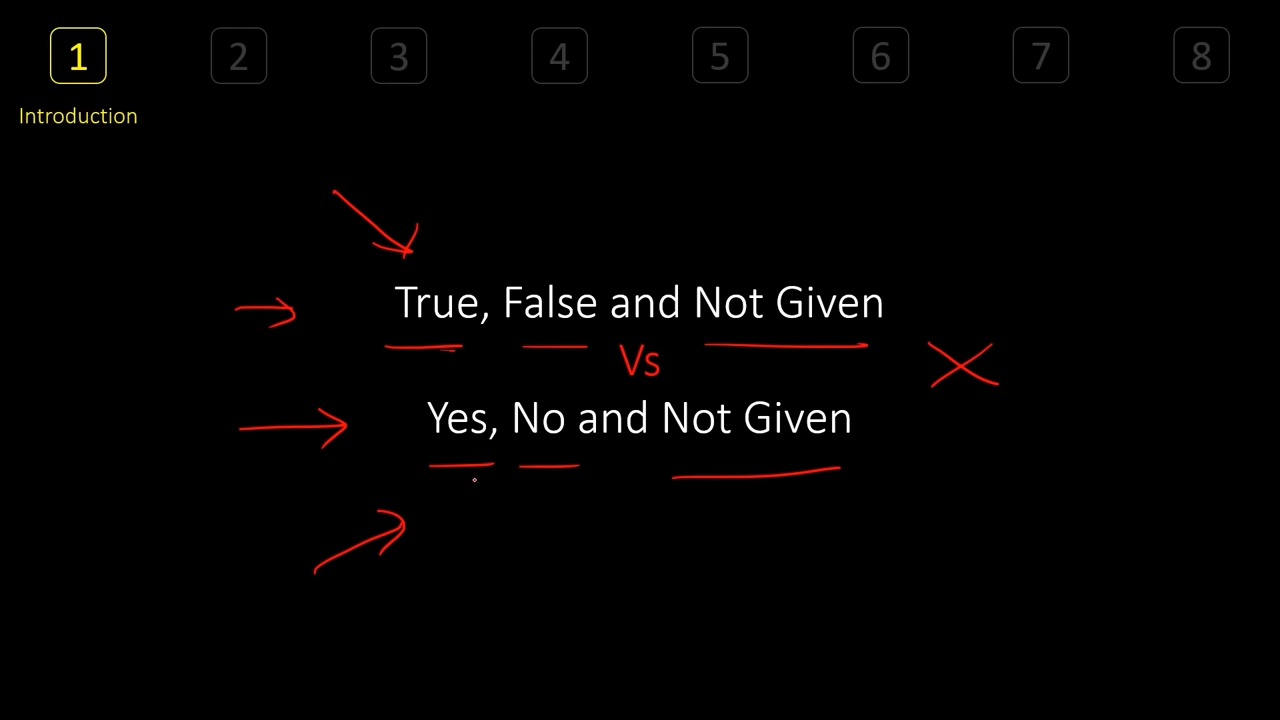 1 2 3 4 5 6 7 8
Introduction
True, False and Not Given
Vs
Yes, No and Not Given